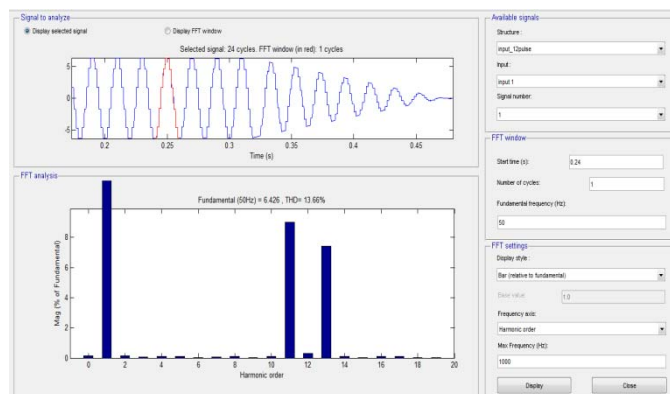 Signal to analyze
Display selected signal
Display FFT window
Selected signal: 24 cycles. FFT window (in red): 1 cycles
5
0
-5
0.2
0.25
0.3
0.35
0.4
0.45
Time (s)
FFT analysis
Fundamental (50Hz) = 6.426 , THD= 13.66%
Mag (% of Fundamental)
8
6
4
2
0
0
2
4
6
8
10
12
14
16
18
20
Harmonic order
Available signals
Structure :
input_12pulse
Input :
input 1
Signal number:
1
FFT window
Start time (s):
0.24
Number of cycles:
1
Fundamental frequency (Hz):
50
FFT settings
Display style :
Bar (relative to fundamental)
Base value:
1.0
Frequency axis:
Harmonic order
Max Frequency (Hz):
1000
Display
Close